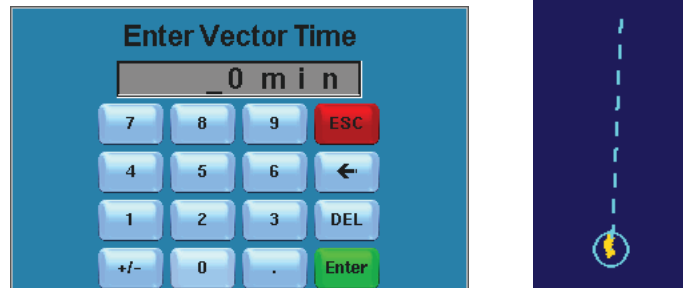 Enter Vector Time
_0 min
7 8 9 ESC
4 5 6 ←
1 2 3 DEL
+/- 0 . Enter